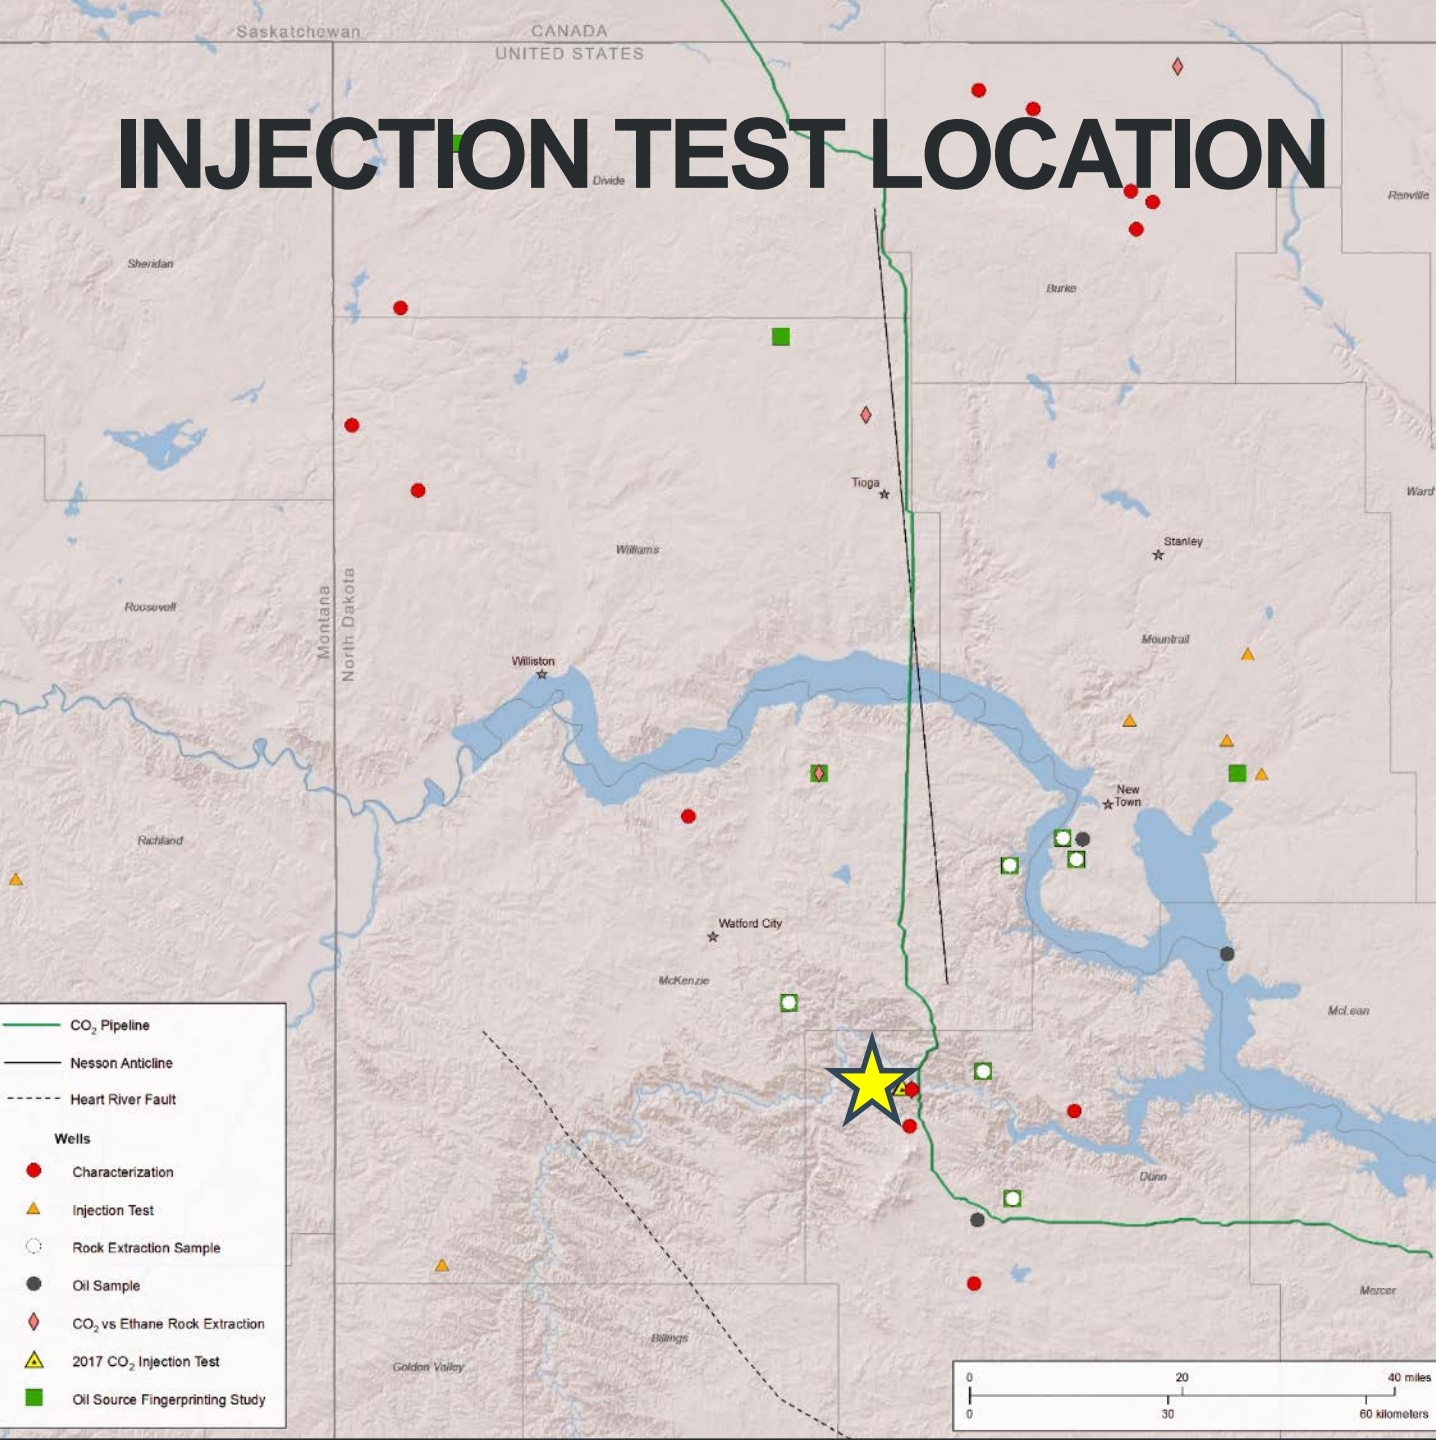 Saskatchewan
CANADA
UNITED STATES
INJECTION TEST LOCATION
Divide
Renville
Sheridan
Burke
Tioga
Ward
Stanley
Williams
Roosevelt
Montana
North Dakota
Mountrail
Williston
New
Town
Richland
Watford City
McKenzie
McLean
CO2 Pipeline
Nesson Anticline
Heart River Fault
Wells
Characterization
Injection Test
Rock Extraction Sample
Oil Sample
CO2 vs Ethane Rock Extraction
2017 CO2 Injection Test
Oil Source Fingerprinting Study
Dunn
Mercer
Billings
Golden Valley
0 20 40 miles
0 30 60 kilometers